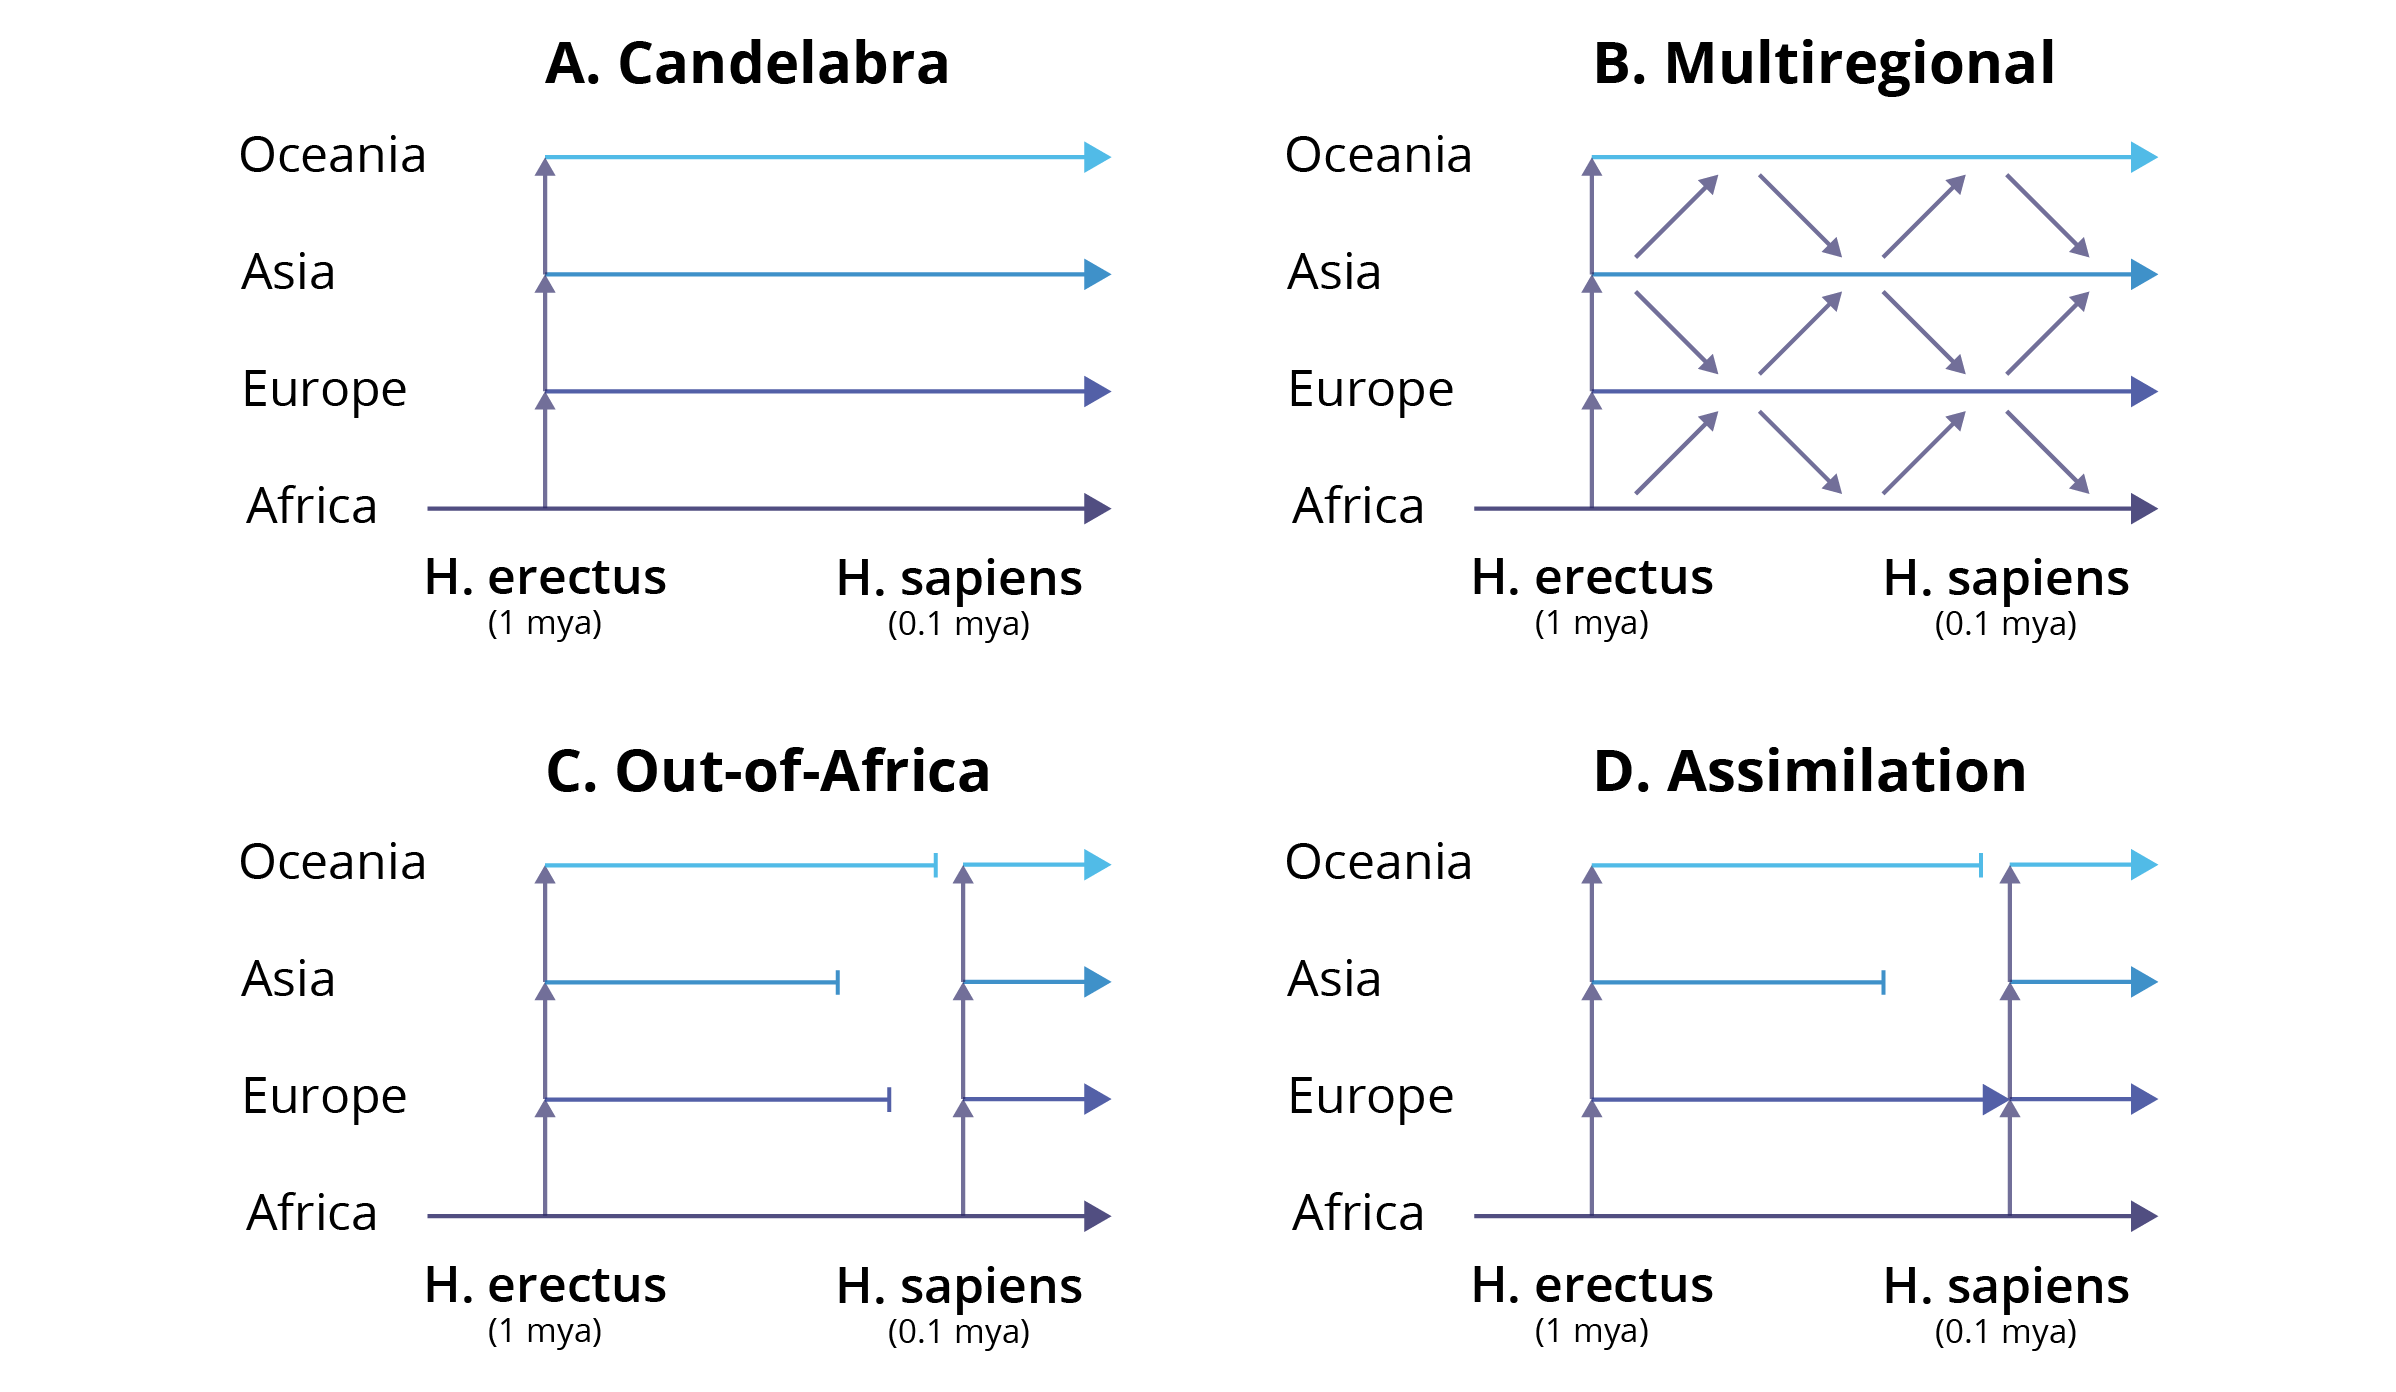 A. Candelabra
Oceania
Asia
Europe
Africa
H. erectus
(1 mya)
H. sapiens
(0.1 mya)
B. Multiregional
Oceania
Asia
Europe
Africa
H. erectus
(1 mya)
H. sapiens
(0.1 mya)
C. Out-of-Africa
Oceania
Asia
Europe
Africa
H. erectus
(1 mya)
H. sapiens
(0.1 mya)
D. Assimilation
Oceania
Asia
Europe
Africa
H. erectus
(1 mya)
H. sapiens
(0.1 mya)